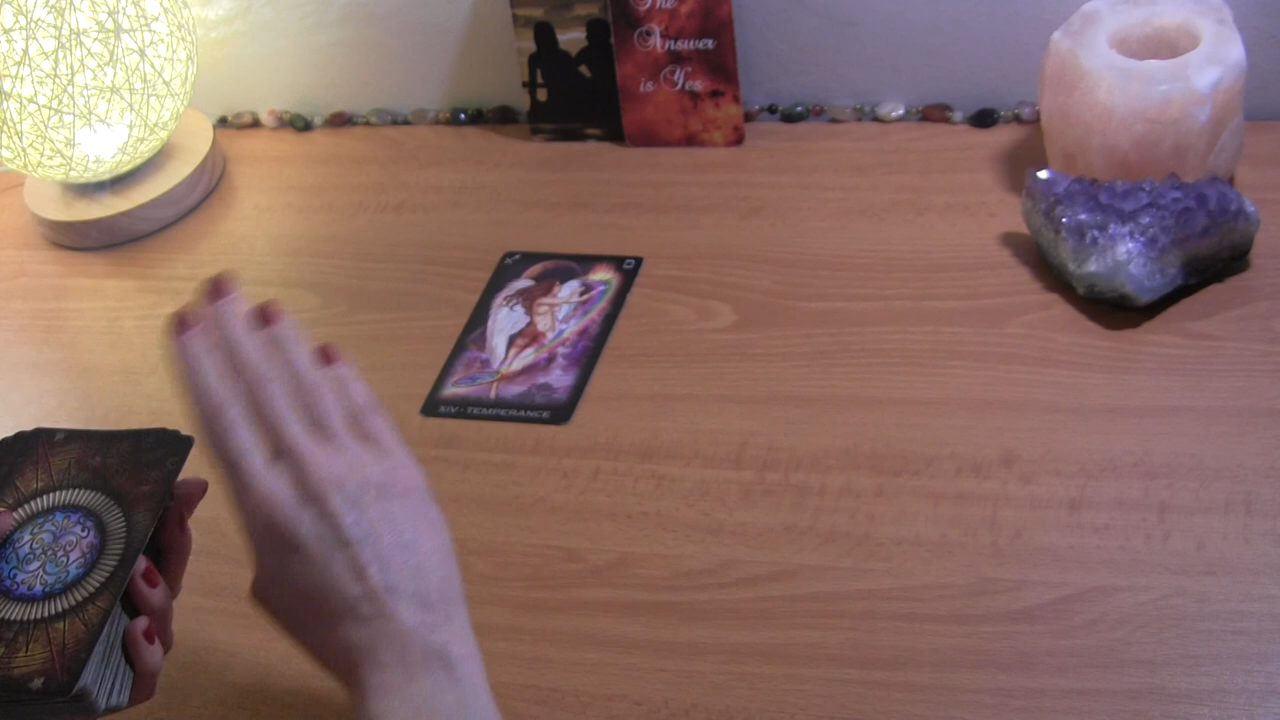 The
Answer
is Yes
XIV · TEMPERANCE